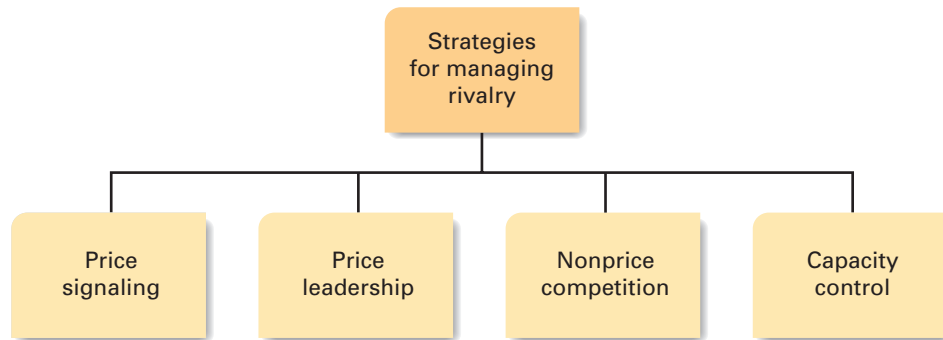 Strategies
for managing
rivalry
Price
signaling
Price
leadership
Nonprice
competition
Capacity
control